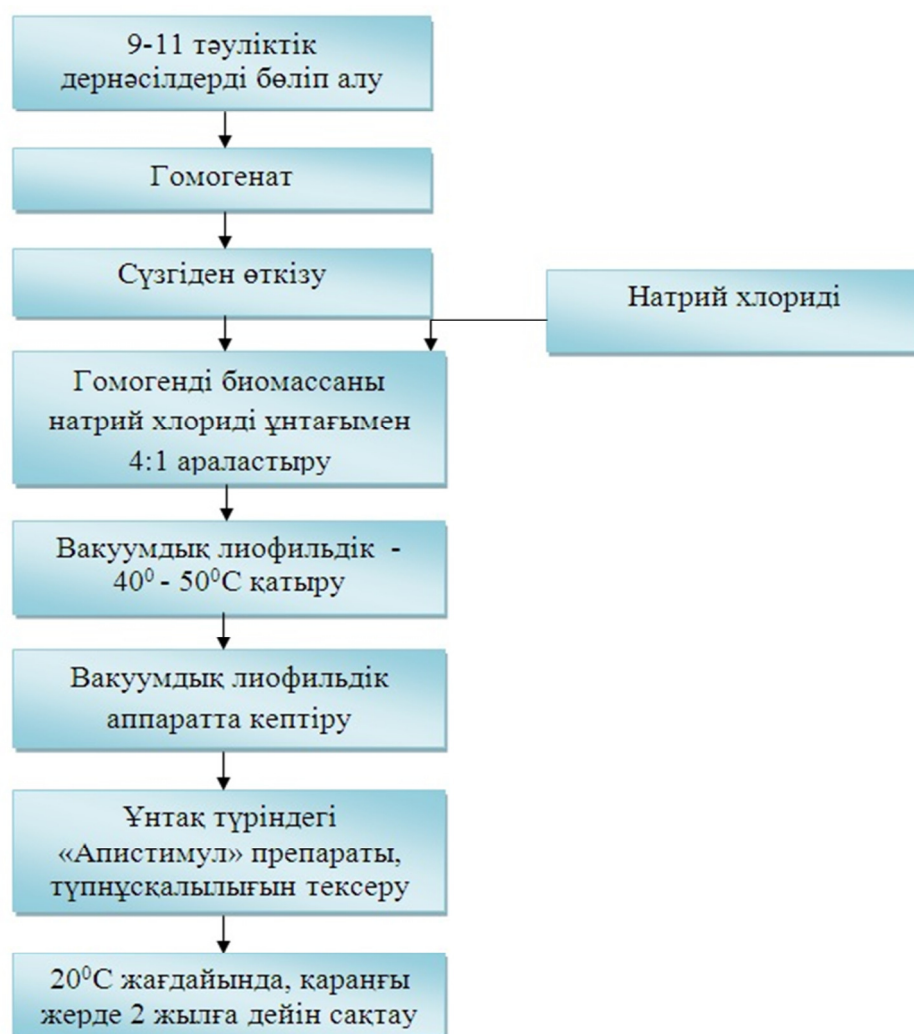 9-11 тәуліктік
дернәсілдерді бөліп алу
Гомогенат
Сүзгіден өткізу
Натрий хлориді
Гомогенді биомассаны
натрий хлориді ұнтағымен
4:1 араластыру
Вакуумдық лиофильдік -
40⁰ - 50⁰С қатыру
Вакуумдық лиофильдік
аппаратта кептіру
Ұнтақ түріндегі
«Апистимул» препараты,
түпнұсқалылығын тексеру
20⁰С жағдайында, қараңғы
жерде 2 жылға дейін сақтау